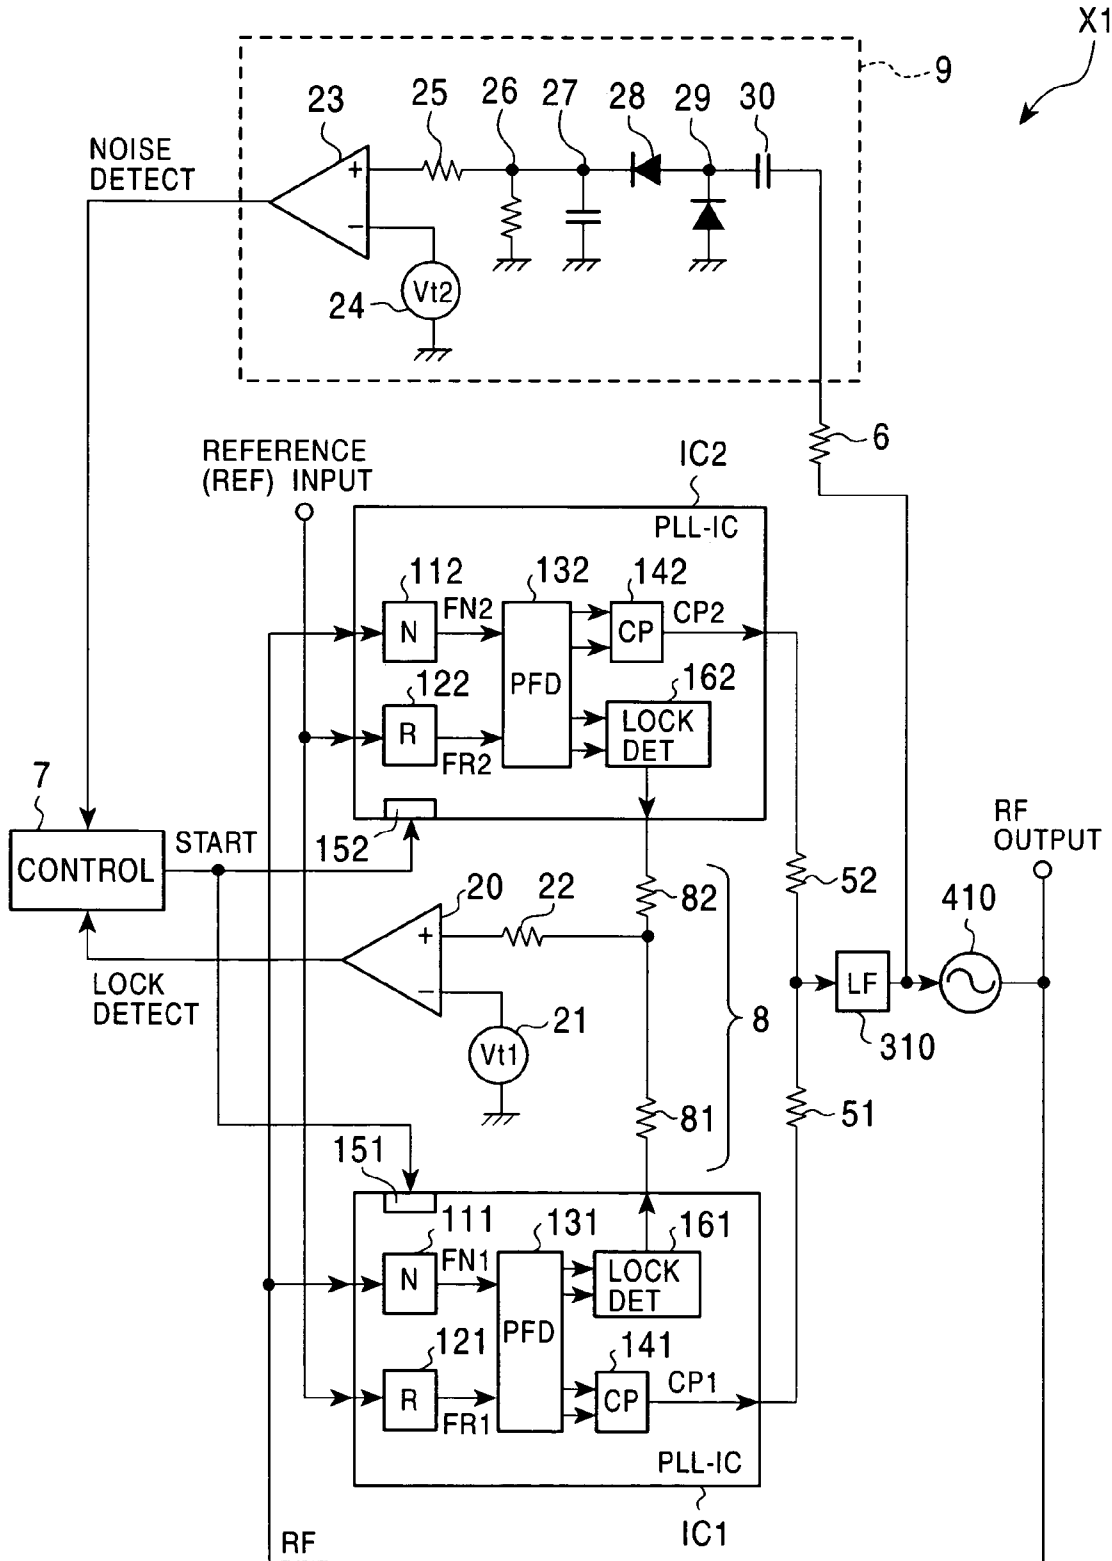 X1
9
23
25
26
27
28
29
30
NOISE
DETECT
+
−
24
Vt2
6
REFERENCE
(REF) INPUT
IC2
PLL-IC
112
FN2
132
142
CP2
N
CP
PFD
122
162
R
LOCK
DET
FR2
7
CONTROL
START
152
RF
OUTPUT
20
22
82
52
410
+
−
LOCK
DETECT
21
Vt1
8
LF
310
81
51
151
111
FN1
131
161
N
LOCK
DET
PFD
121
141
CP1
R
CP
FR1
PLL-IC
IC1
RF